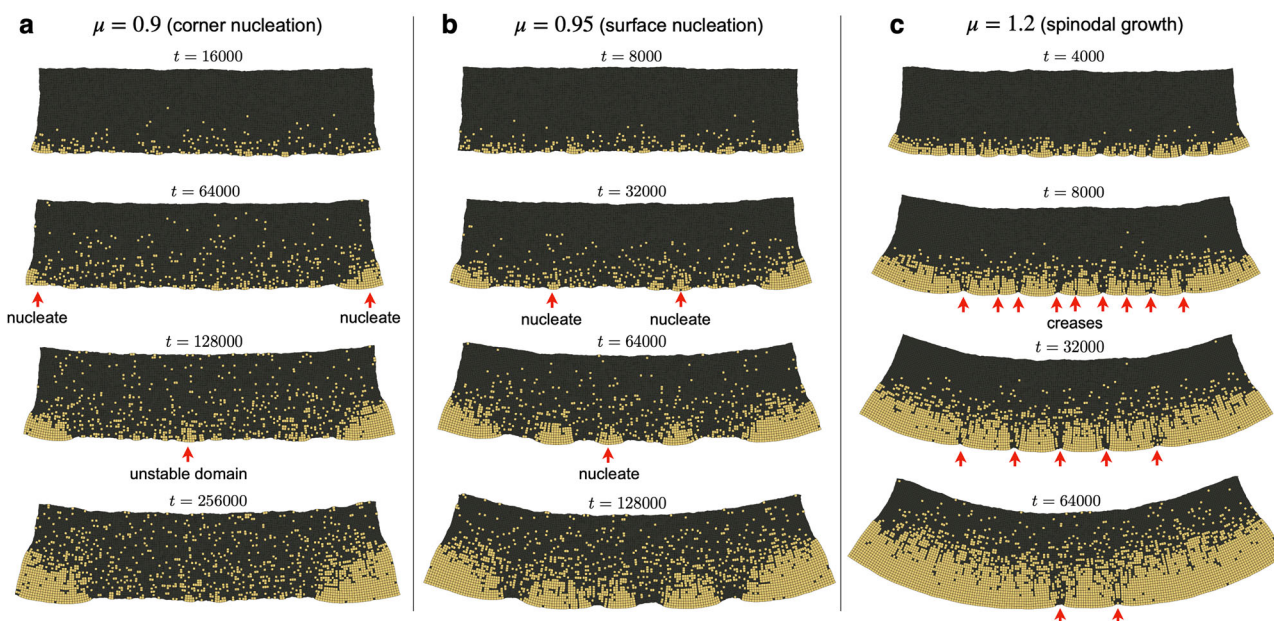 a μ = 0.9 (corner nucleation)
t = 16000
t = 64000
nucleate nucleate
t = 128000
unstable domain
t = 256000
b μ = 0.95 (surface nucleation)
t = 8000
t = 32000
nucleate nucleate
t = 64000
nucleate
t = 128000
c μ = 1.2 (spinodal growth)
t = 4000
t = 8000
creases
t = 32000
t = 64000